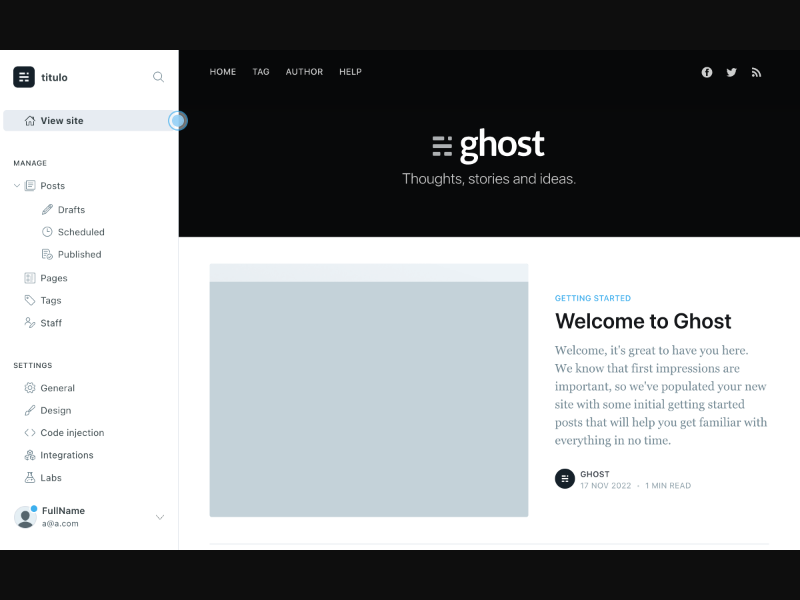 titulo
View site
MANAGE
Posts
Drafts
Scheduled
Published
Pages
Tags
Staff
SETTINGS
General
Design
Code injection
Integrations
Labs
FullName
a@a.com
HOME TAG AUTHOR HELP
ghost
Thoughts, stories and ideas.
GETTING STARTED
Welcome to Ghost
Welcome, it's great to have you here.
We know that first impressions are
important, so we've populated your new
site with some initial getting started
posts that will help you get familiar with
everything in no time.
GHOST
17 NOV 2022 • 1 MIN READ